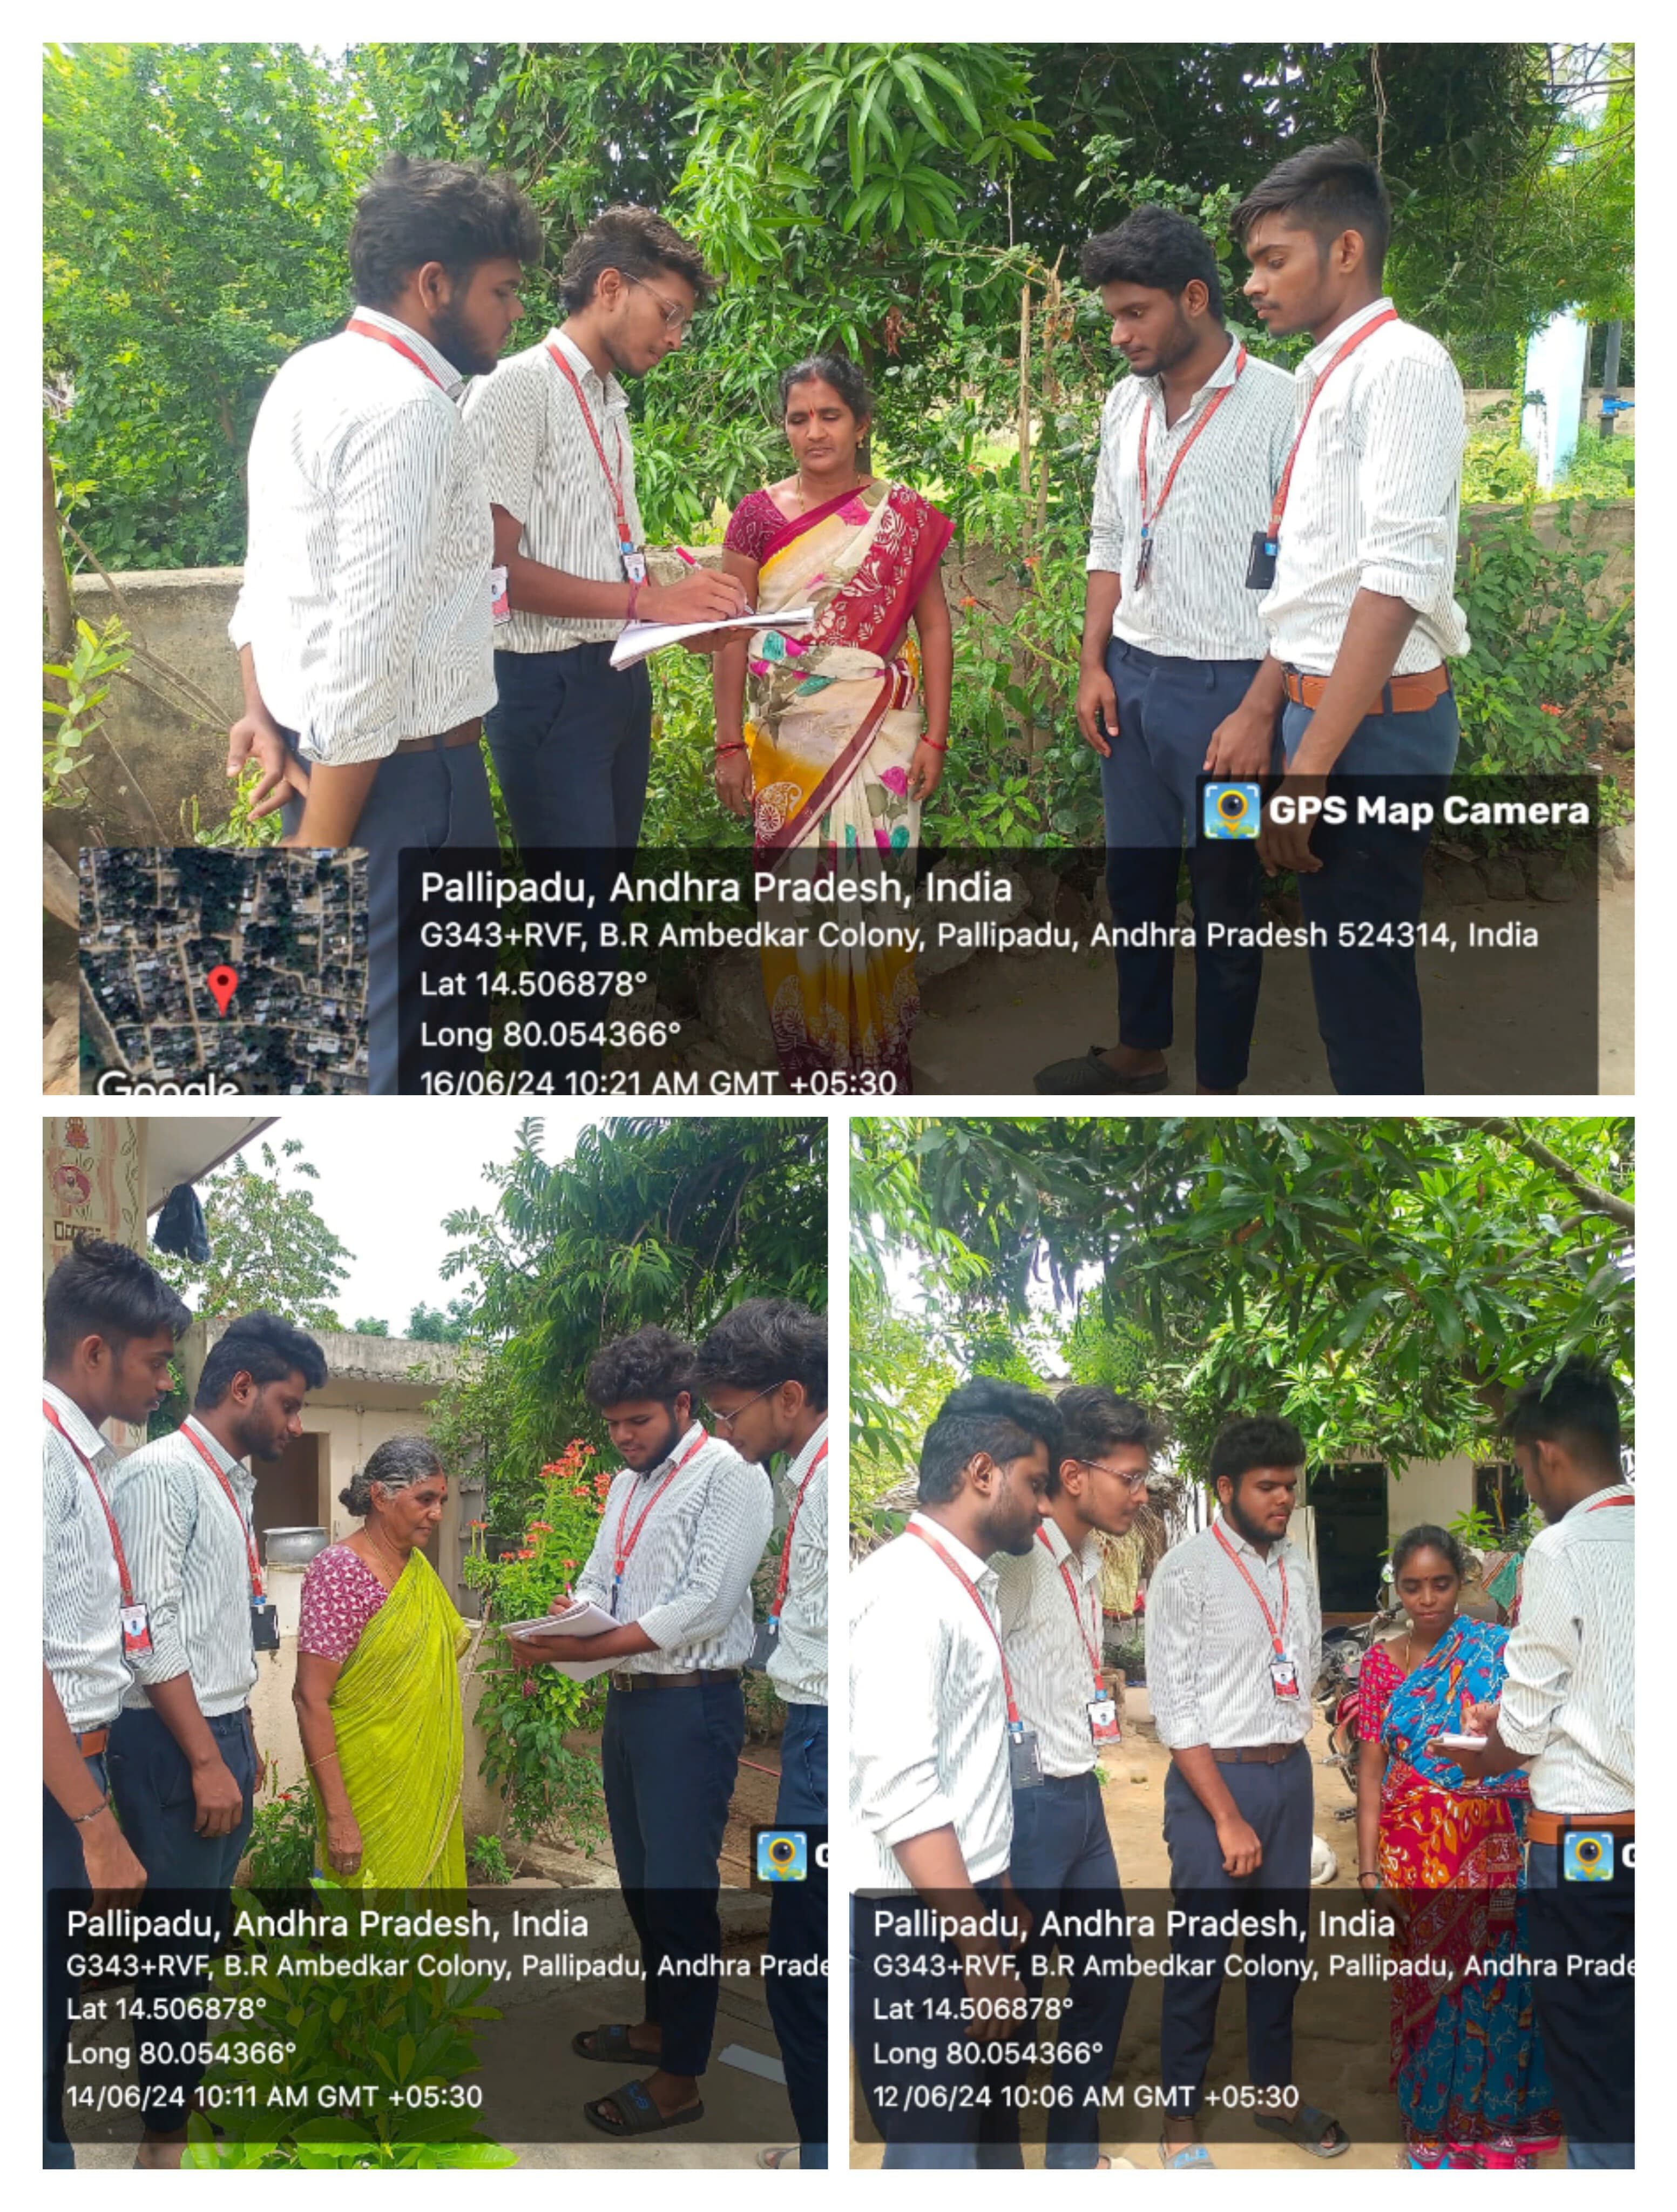 GPS Map Camera
Pallipadu, Andhra Pradesh, India
G343+RVF, B.R Ambedkar Colony, Pallipadu, Andhra Pradesh 524314, India
Lat 14.506878°
Long 80.054366°
16/06/24 10:21 AM GMT +05:30
Google
Pallipadu, Andhra Pradesh, India
G343+RVF, B.R Ambedkar Colony, Pallipadu, Andhra Prade
Lat 14.506878°
Long 80.054366°
14/06/24 10:11 AM GMT +05:30
Pallipadu, Andhra Pradesh, India
G343+RVF, B.R Ambedkar Colony, Pallipadu, Andhra Prade
Lat 14.506878°
Long 80.054366°
12/06/24 10:06 AM GMT +05:30